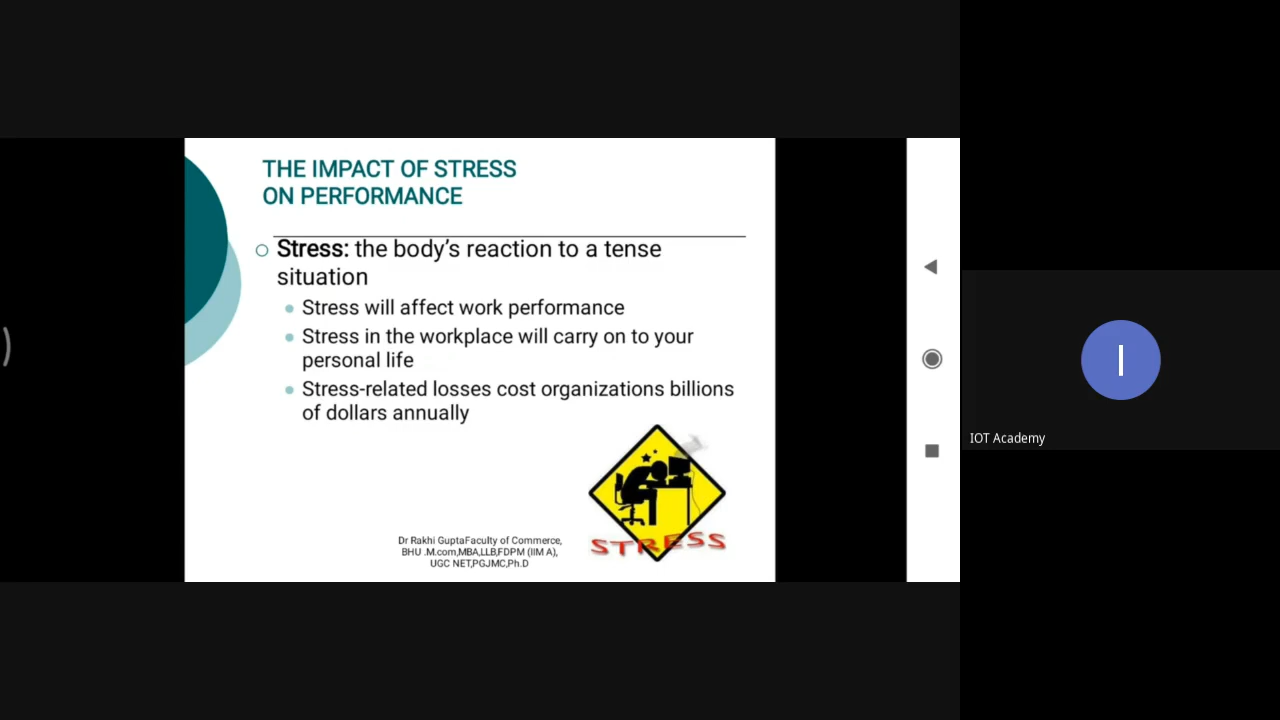 THE IMPACT OF STRESS
ON PERFORMANCE
Stress: the body's reaction to a tense
situation
Stress will affect work performance
Stress in the workplace will carry on to your
personal life
Stress-related losses cost organizations billions
of dollars annually
STRESS
Dr Rakhi GuptaFaculty of Commerce,
BHU .M.com,MBA,LLB,FDPM (IIM A),
UGC NET,PGJMC,Ph.D
I
IOT Academy